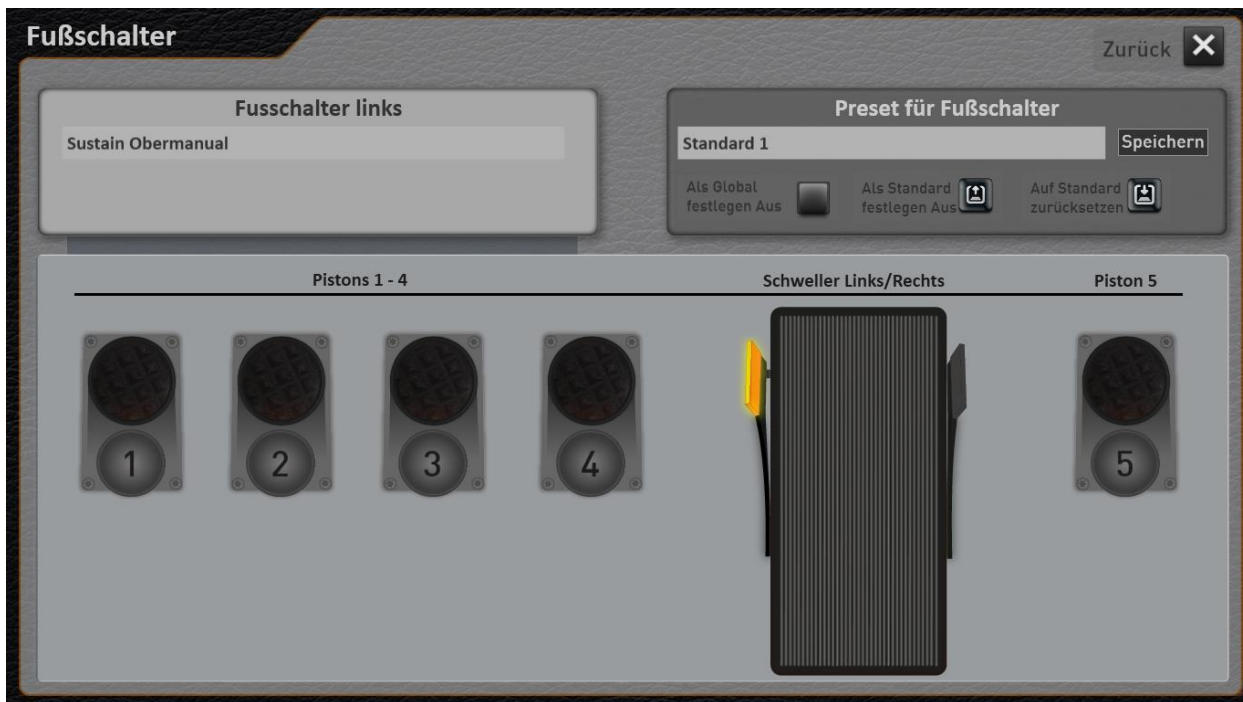 Fußschalter
Zurück
Fusschalter links
Sustain Obermanual
Preset für Fußschalter
Standard 1
Speichern
Als Global
festlegen Aus
Als Standard
festlegen Aus
Auf Standard
zurücksetzen
Pistons 1 - 4
Schweller Links/Rechts
Piston 5
1
2
3
4
5